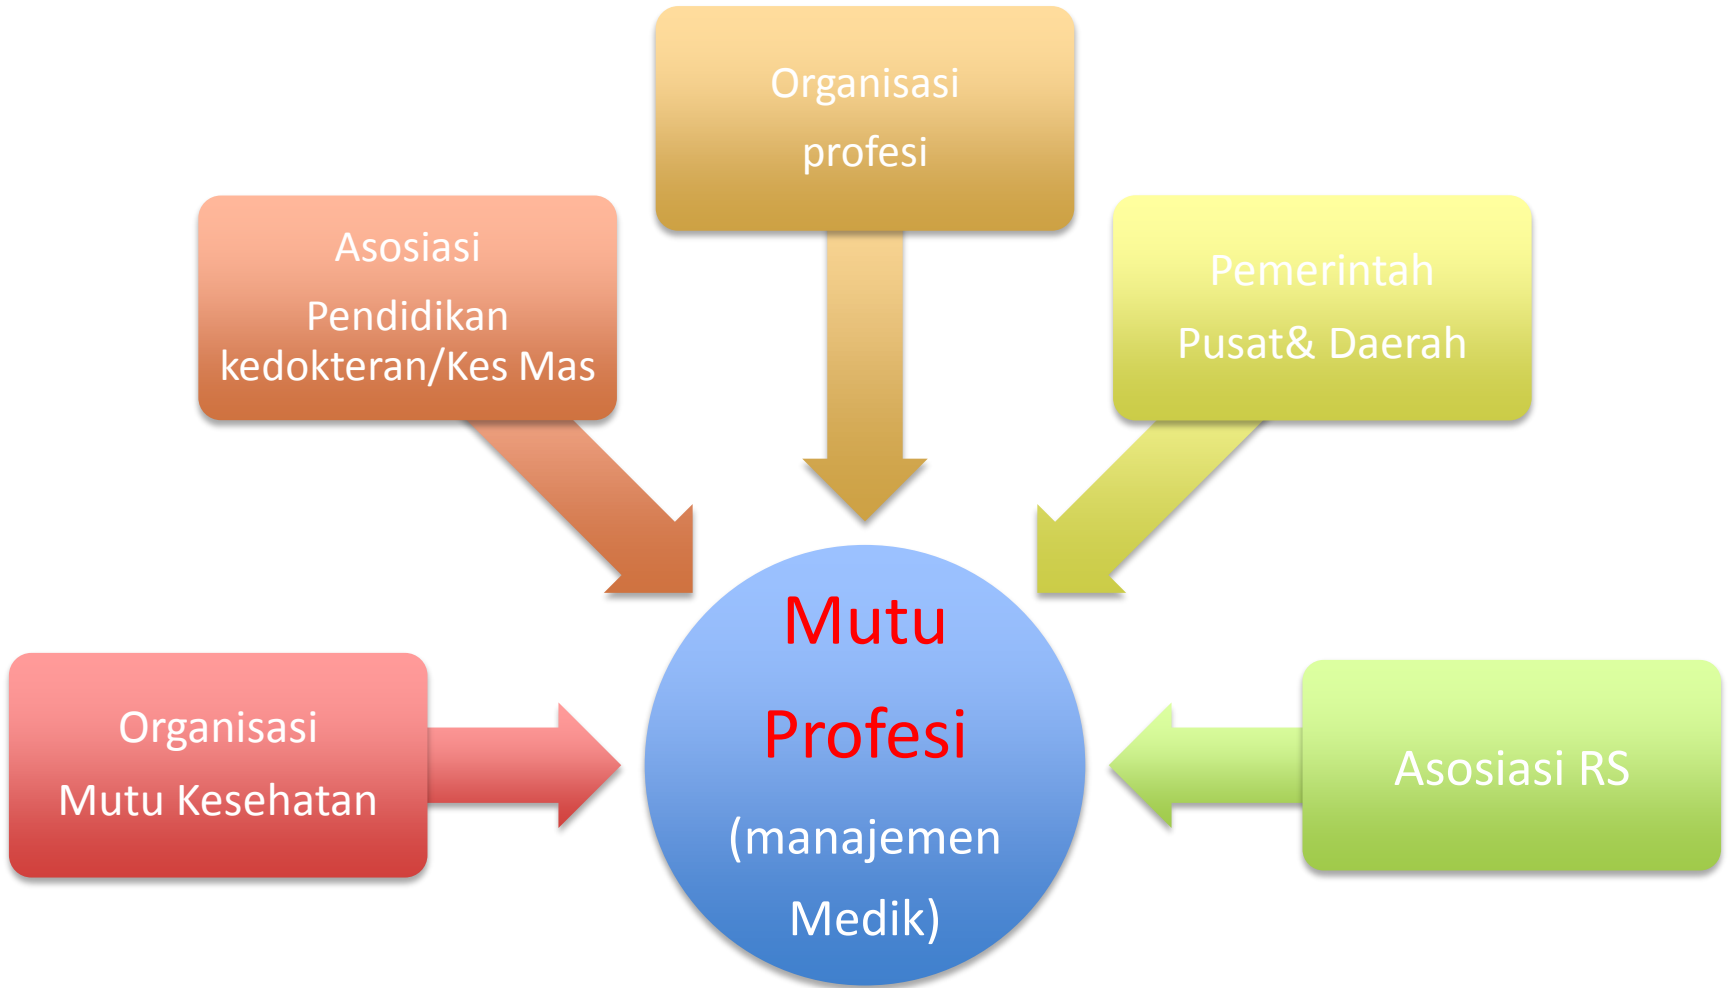 Organisasi
profesi
Asosiasi
Pendidikan
kedokteran/Kes Mas
Pemerintah
Pusat& Daerah
Organisasi
Mutu Kesehatan
Mutu
Profesi
(manajemen
Medik)
Asosiasi RS